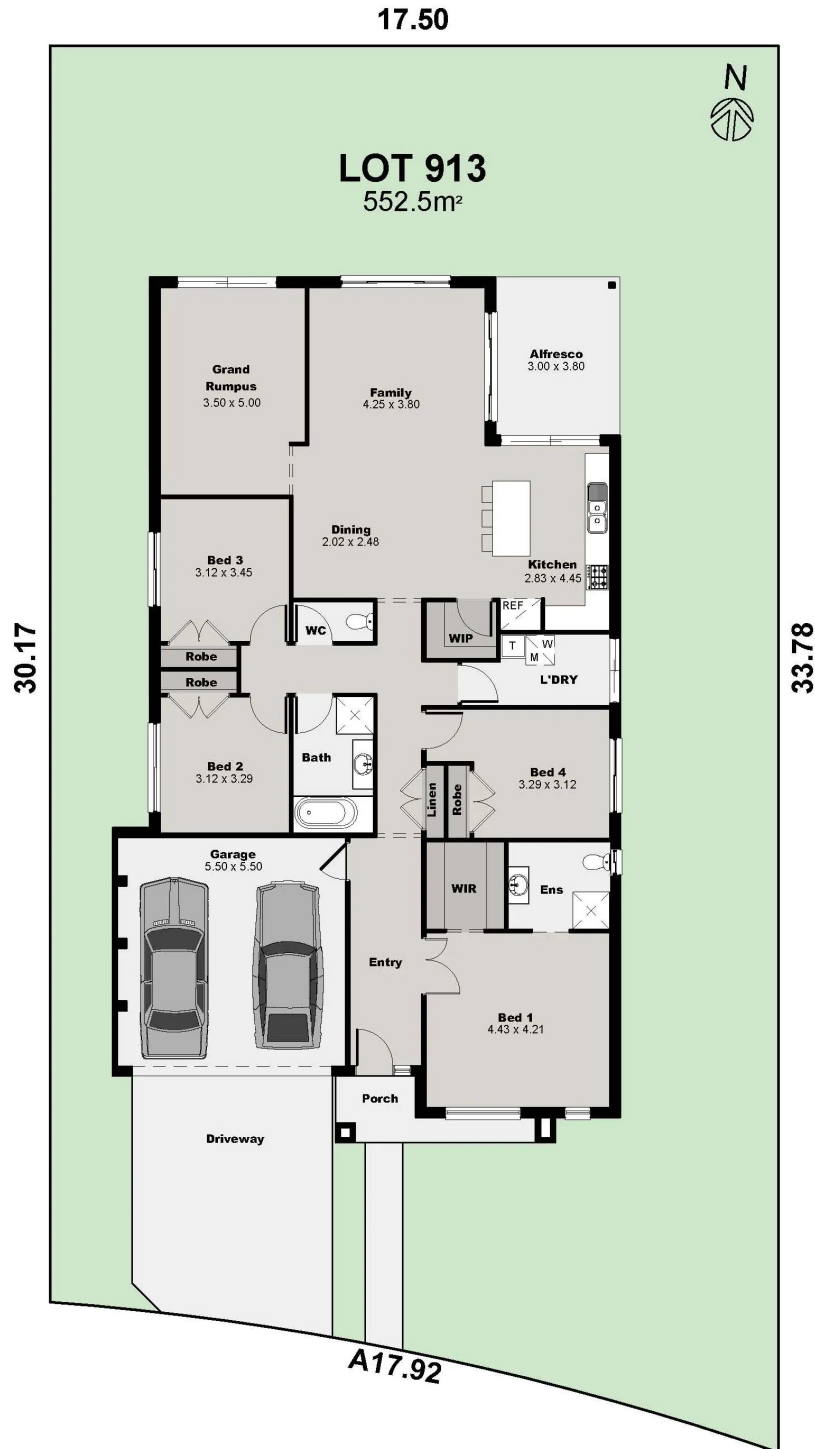 17.50
N
LOT 913
552.5m²
Grand
Rumpus
3.50 x 5.00
Family
4.25 x 3.80
Alfresco
3.00 x 3.80
Dining
2.02 x 2.48
Kitchen
2.83 x 4.45
Bed 3
3.12 x 3.45
WC
WIP
REF
T
W
M
L'DRY
Robe
Robe
30.17
33.78
Bed 2
3.12 x 3.29
Bath
Linen
Robe
Bed 4
3.29 x 3.12
Garage
5.50 x 5.50
WIR
Ens
Entry
Bed 1
4.43 x 4.21
Porch
Driveway
A17.92